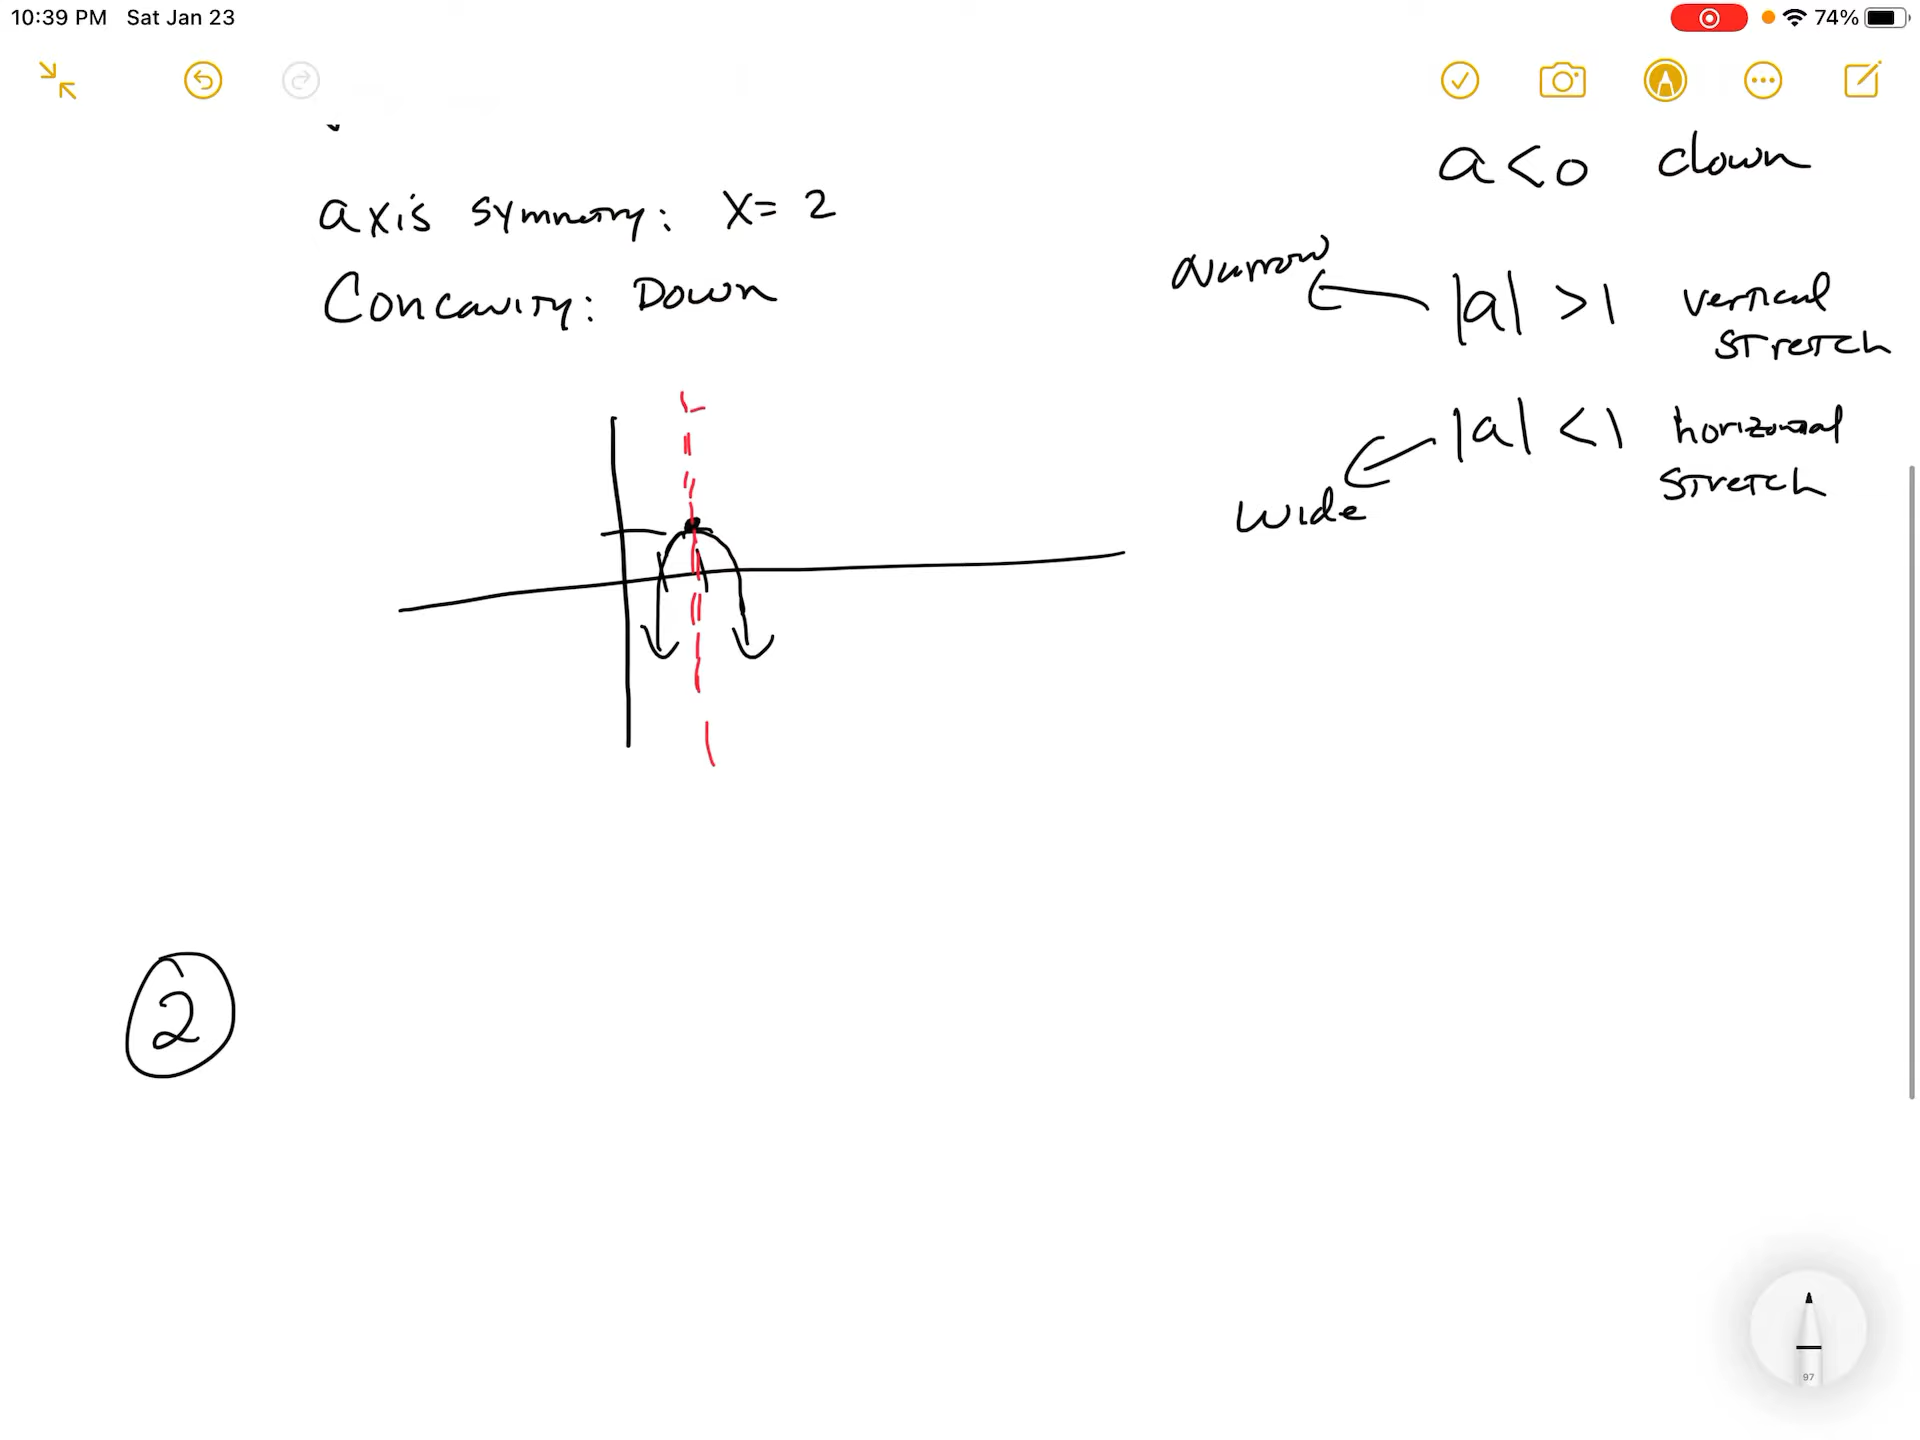 10:39 PM Sat Jan 23
74%
axis symmetry: x = 2
Concavity: Down
a < 0 down
Narrow
|a| > 1 vertical
stretch
|a| < 1 horizontal
stretch
wide
2
97